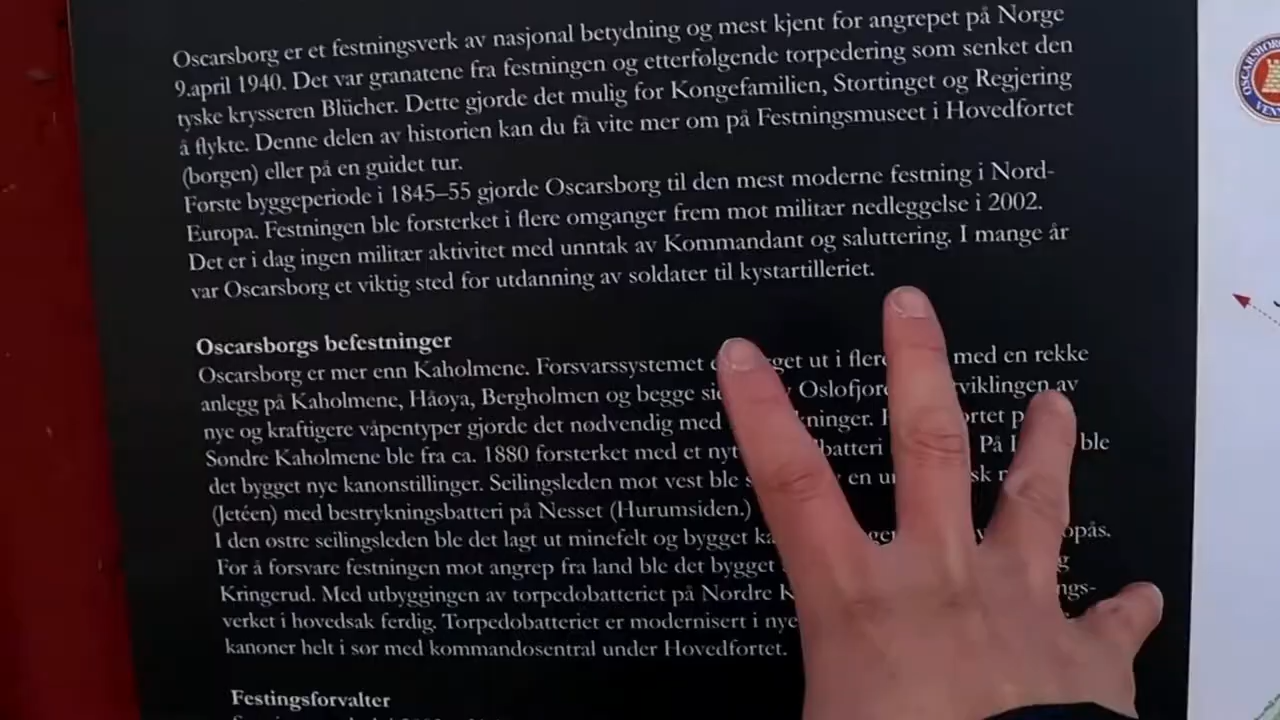 Oscarsborg er et festningsverk av nasjonal betydning og mest kjent for angrepet på Norge
9.april 1940. Det var granatene fra festningen og etterfølgende torpedering som senket den
tyske krysseren Blücher. Dette gjorde det mulig for Kongefamilien, Stortinget og Regjering
å flykte. Denne delen av historien kan du få vite mer om på Festningsmuseet i Hovedfortet
(borgen) eller på en guidet tur.
Første byggeperiode i 1845–55 gjorde Oscarsborg til den mest moderne festning i Nord-
Europa. Festningen ble forsterket i flere omganger frem mot militær nedleggelse i 2002.
Det er i dag ingen militær aktivitet med unntak av Kommandant og saluttering. I mange år
var Oscarsborg et viktig sted for utdanning av soldater til kystartilleriet.
Oscarsborgs befestninger
Oscarsborg er mer enn Kaholmene. Forsvarssystemet ut i med en rekke
anlegg på Kaholmene, Håøya, Bergholmen og begge av
nye og kraftigere våpentyper gjorde det nødvendig med
Søndre Kaholmene ble fra ca. 1880 forsterket med et På ble
det bygget nye kanonstillinger. Seilingsleden mot vest ble en
(Jetéen) med bestrykningsbatteri på Nesset (Hurumsiden.)
I den østre seilingsleden ble det lagt ut minefelt og bygget
For å forsvare festningen mot angrep fra land ble det bygget
Kringerud. Med utbyggingen av torpedobatteriet på Nordre
verket i hovedsak ferdig. Torpedobatteriet er modernisert i
kanoner helt i sør med kommandosentral under Hovedfortet.
Festingsforvalter